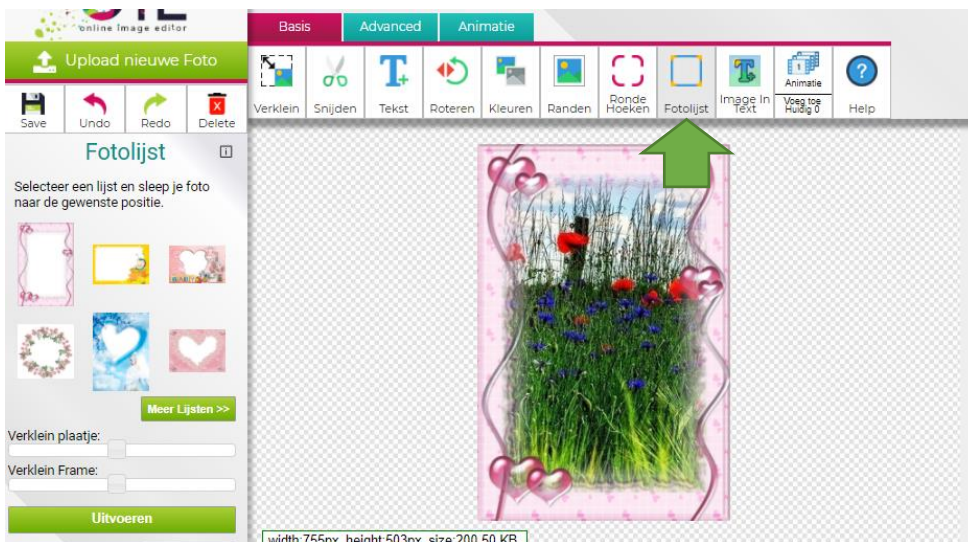 online Image editor
Upload nieuwe Foto
Save
Undo
Redo
Delete
Basis
Advanced
Animatie
Verklein
Snijden
Tekst
Roteren
Kleuren
Randen
Ronde
Hoeken
Fotolijst
Image In
Text
1
Animatie
Voeg toe
Huidig 0
?
Help
Fotolijst
Selecteer een lijst en sleep je foto
naar de gewenste positie.
Meer Lijsten >>
Verklein plaatje:
Verklein Frame:
Uitvoeren
width:755px, height:503px, size:200.50 KB